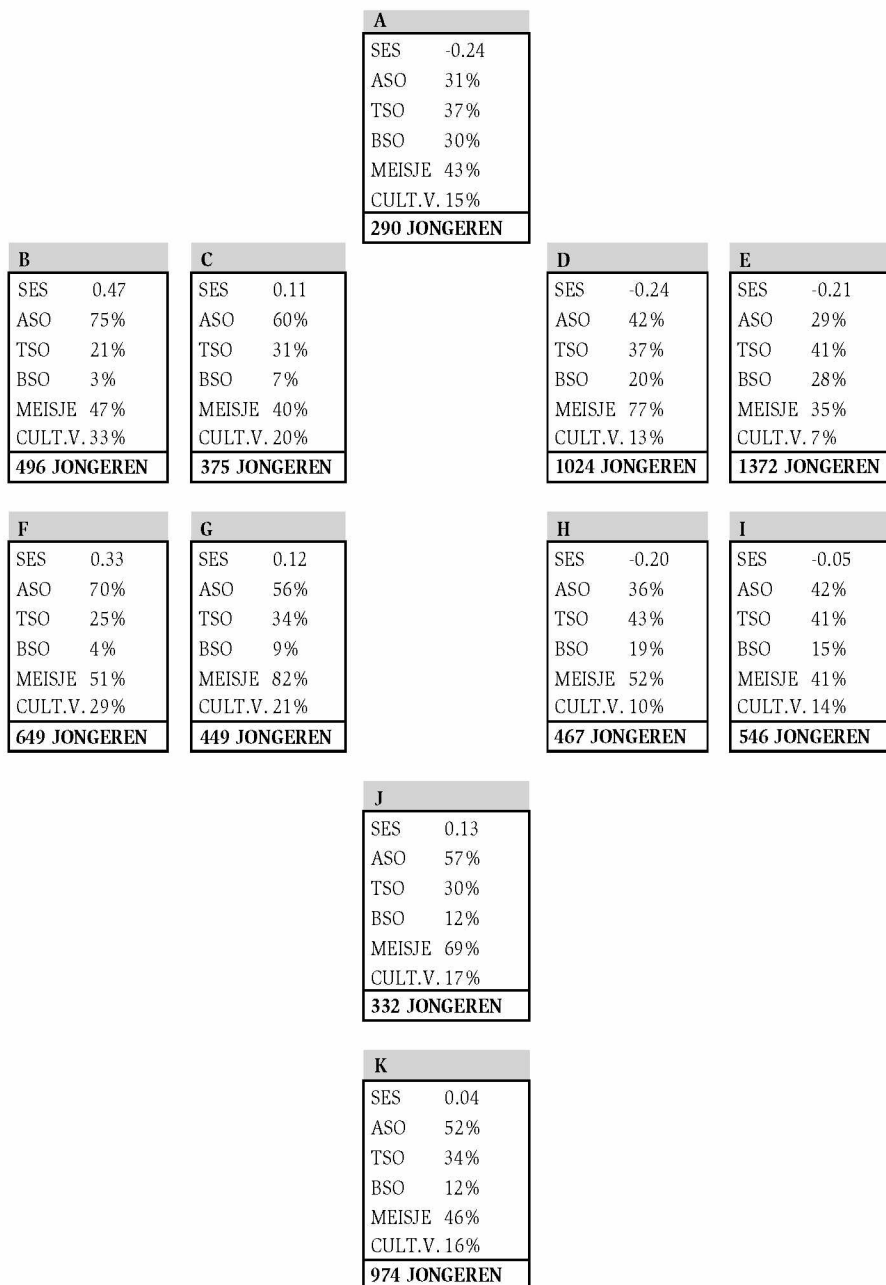 A
SES -0.24
ASO 31%
TSO 37%
BSO 30%
MEISJE 43%
CULT.V. 15%
290 JONGEREN
B
SES 0.47
ASO 75%
TSO 21%
BSO 3%
MEISJE 47%
CULT.V. 33%
496 JONGEREN
C
SES 0.11
ASO 60%
TSO 31%
BSO 7%
MEISJE 40%
CULT.V. 20%
375 JONGEREN
D
SES -0.24
ASO 42%
TSO 37%
BSO 20%
MEISJE 77%
CULT.V. 13%
1024 JONGEREN
E
SES -0.21
ASO 29%
TSO 41%
BSO 28%
MEISJE 35%
CULT.V. 7%
1372 JONGEREN
F
SES 0.33
ASO 70%
TSO 25%
BSO 4%
MEISJE 51%
CULT.V. 29%
649 JONGEREN
G
SES 0.12
ASO 56%
TSO 34%
BSO 9%
MEISJE 82%
CULT.V. 21%
449 JONGEREN
H
SES -0.20
ASO 36%
TSO 43%
BSO 19%
MEISJE 52%
CULT.V. 10%
467 JONGEREN
I
SES -0.05
ASO 42%
TSO 41%
BSO 15%
MEISJE 41%
CULT.V. 14%
546 JONGEREN
J
SES 0.13
ASO 57%
TSO 30%
BSO 12%
MEISJE 69%
CULT.V. 17%
332 JONGEREN
K
SES 0.04
ASO 52%
TSO 34%
BSO 12%
MEISJE 46%
CULT.V. 16%
974 JONGEREN